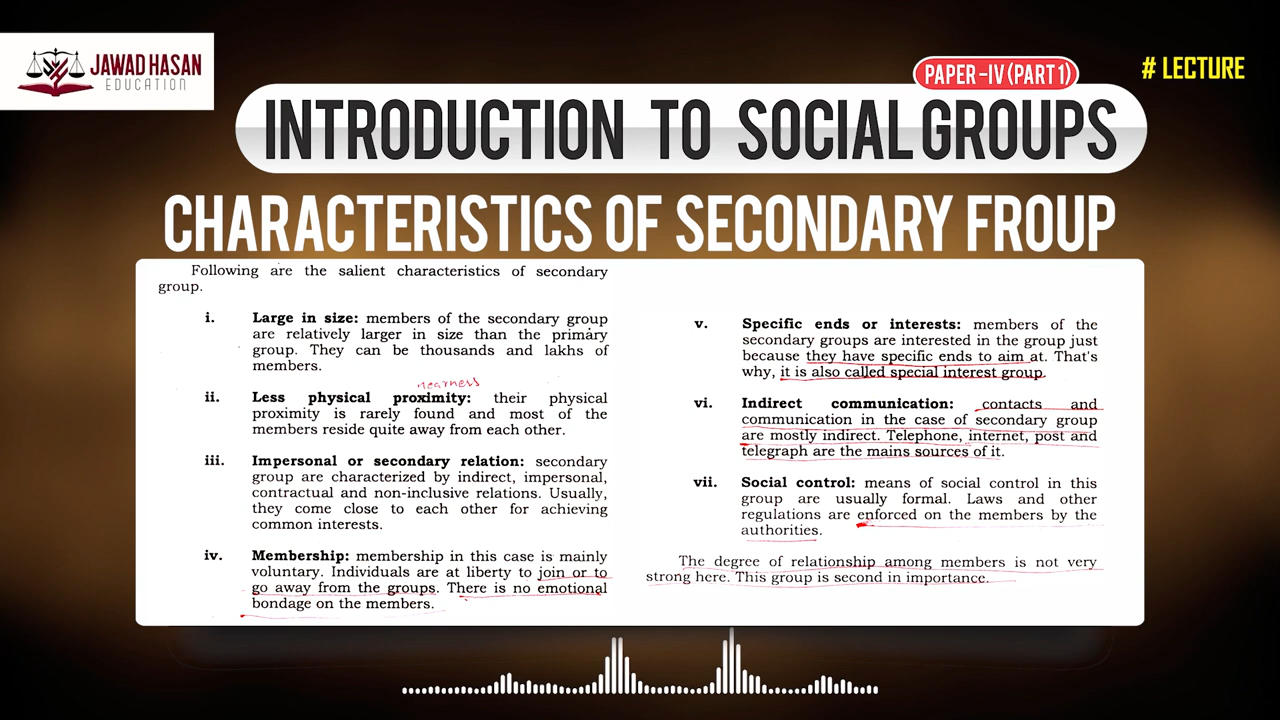 JAWAD HASAN
EDUCATION
PAPER -IV (PART 1)
# LECTURE
INTRODUCTION TO SOCIAL GROUPS
CHARACTERISTICS OF SECONDARY FROUP
Following are the salient characteristics of secondary
group.
i. Large in size: members of the secondary group
are relatively larger in size than the primary
group. They can be thousands and lakhs of
members.
nearness
ii. Less physical proximity: their physical
proximity is rarely found and most of the
members reside quite away from each other.
iii. Impersonal or secondary relation: secondary
group are characterized by indirect, impersonal,
contractual and non-inclusive relations. Usually,
they come close to each other for achieving
common interests.
iv. Membership: membership in this case is mainly
voluntary. Individuals are at liberty to join or to
go away from the groups. There is no emotional
bondage on the members.
v. Specific ends or interests: members of the
secondary groups are interested in the group just
because they have specific ends to aim at. That's
why, it is also called special interest group.
vi. Indirect communication: contacts and
communication in the case of secondary group
are mostly indirect. Telephone, internet, post and
telegraph are the mains sources of it.
vii. Social control: means of social control in this
group are usually formal. Laws and other
regulations are enforced on the members by the
authorities.
The degree of relationship among members is not very
strong here. This group is second in importance.